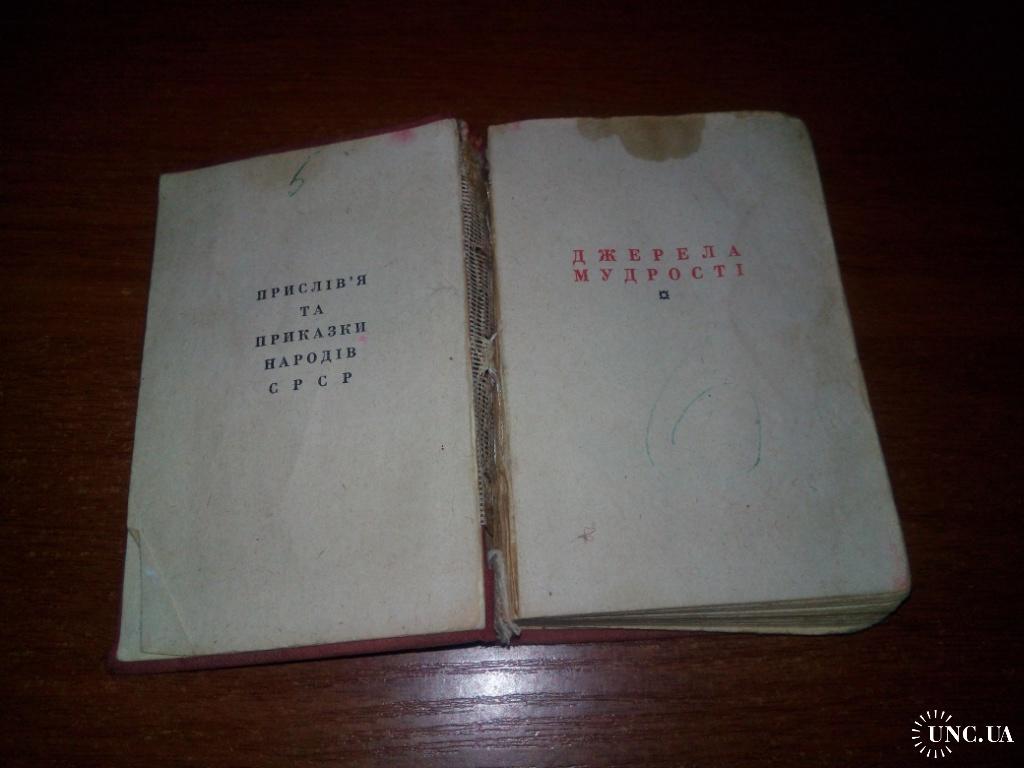 5
ПРИСЛІВ'Я
ТА
ПРИКАЗКИ
НАРОДІВ
СРСР
ДЖЕРЕЛА
МУДРОСТІ
UNC.UA